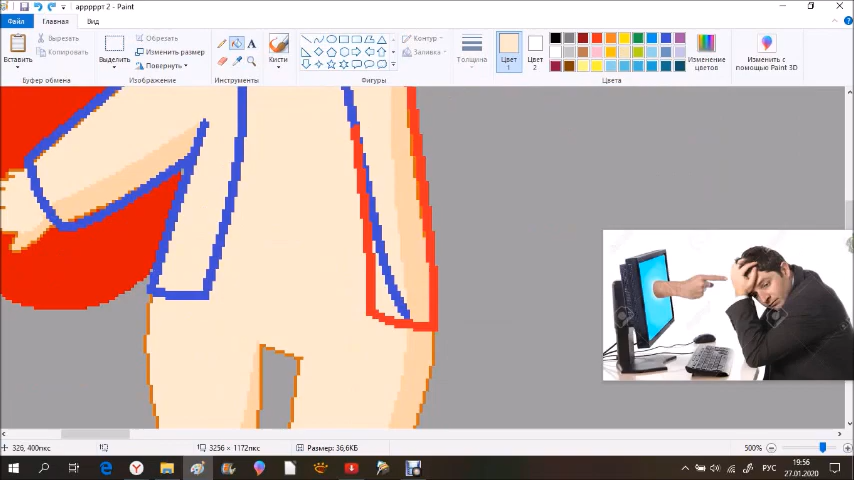 apppppт 2 - Paint
Файл
Главная
Вид
Вставить
Вырезать
Копировать
Буфер обмена
Выделить
Обрезать
Изменить размер
Повернуть
Изображение
Инструменты
Кисти
Контур
Заливка
Фигуры
Толщина
Цвет 1
Цвет 2
Изменение цветов
Цвета
Изменить с помощью Paint 3D
326, 400пкс
3256 × 1172пкс
Размер: 36,6КБ
500%
РУС
19:56
27.01.2020